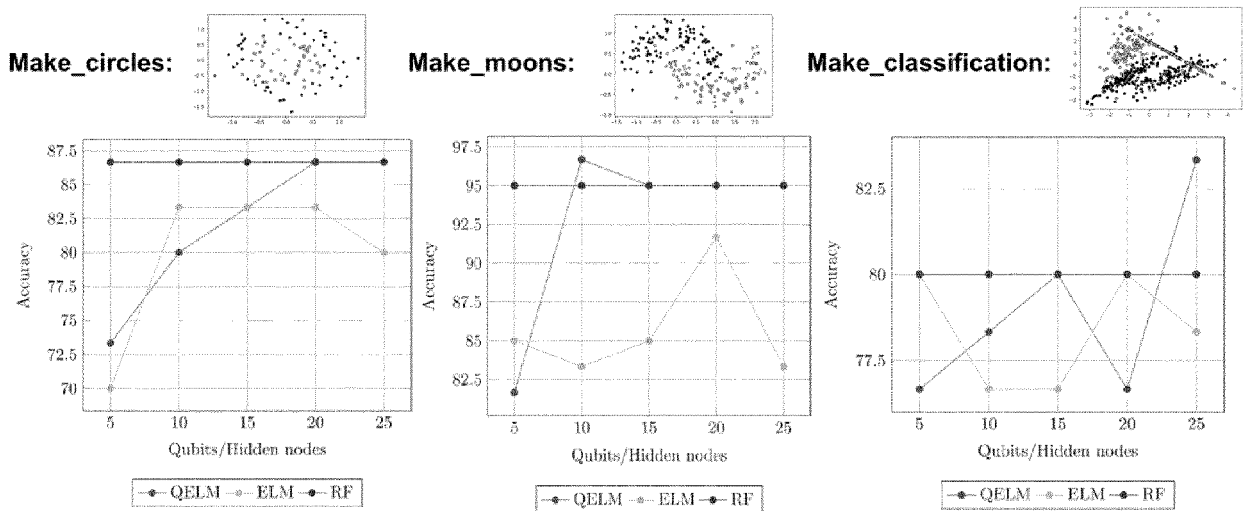 Make_circles:
Make_moons:
Make_classification:
87.5
85
82.5
80
77.5
75
72.5
70
Accuracy
5 10 15 20 25
Qubits/Hidden nodes
QELM ELM RF
97.5
95
92.5
90
87.5
85
82.5
Accuracy
5 10 15 20 25
Qubits/Hidden nodes
QELM ELM RF
82.5
80
77.5
Accuracy
5 10 15 20 25
Qubits/Hidden nodes
QELM ELM RF